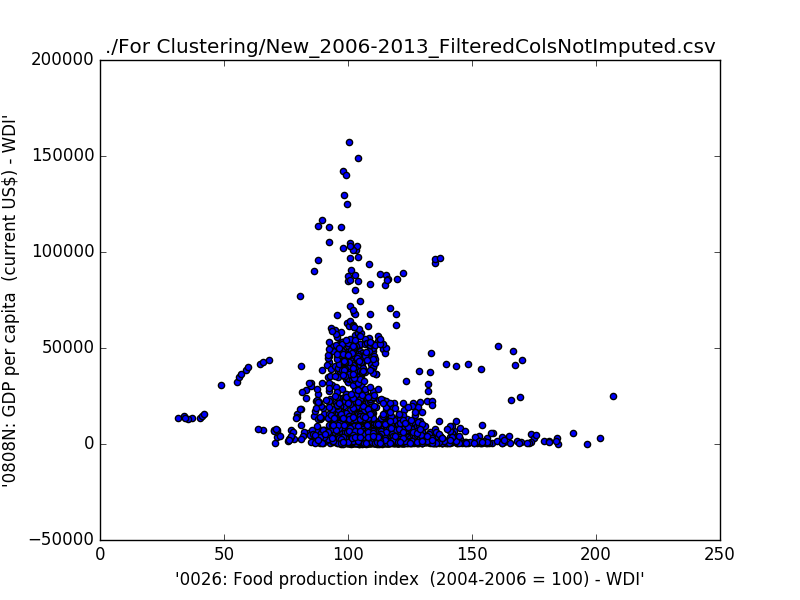 ./For Clustering/New_2006-2013_FilteredColsNotImputed.csv
200000
150000
100000
50000
0
−50000
0 50 100 150 200 250
'0808N: GDP per capita  (current US$) - WDI'
'0026: Food production index  (2004-2006 = 100) - WDI'